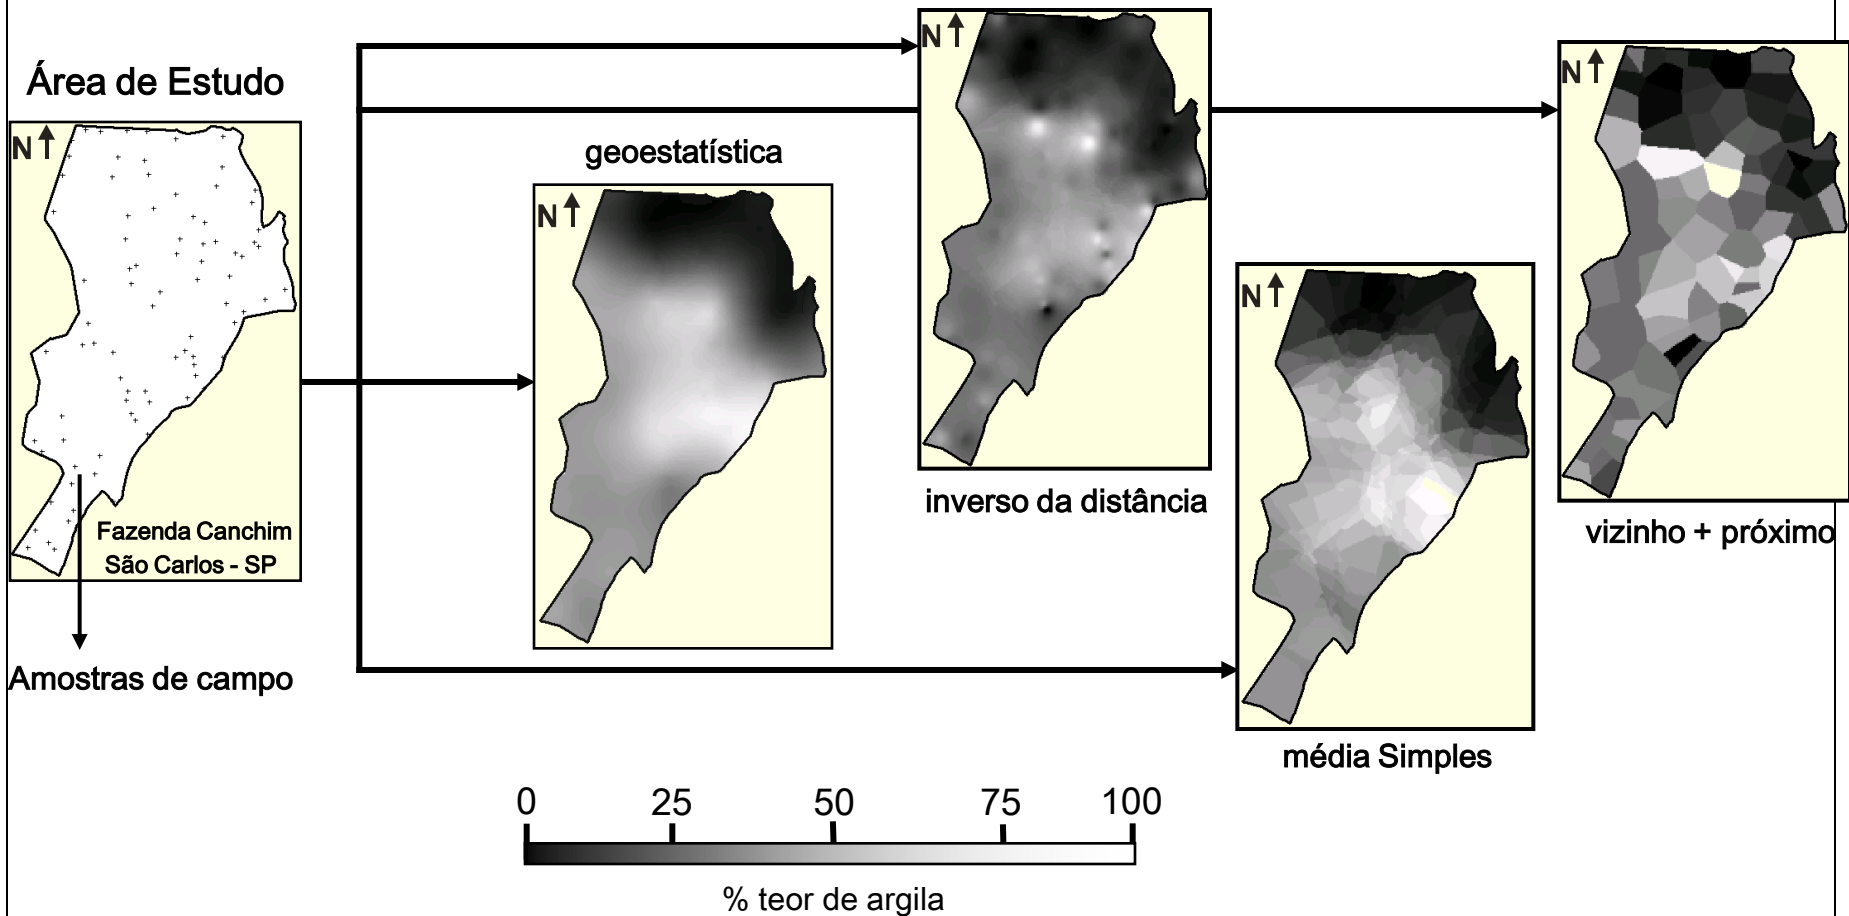 Área de Estudo
N
Fazenda Canchim
São Carlos - SP
Amostras de campo
geoestatística
N
N
inverso da distância
N
média Simples
N
vizinho + próximo
0 25 50 75 100
% teor de argila